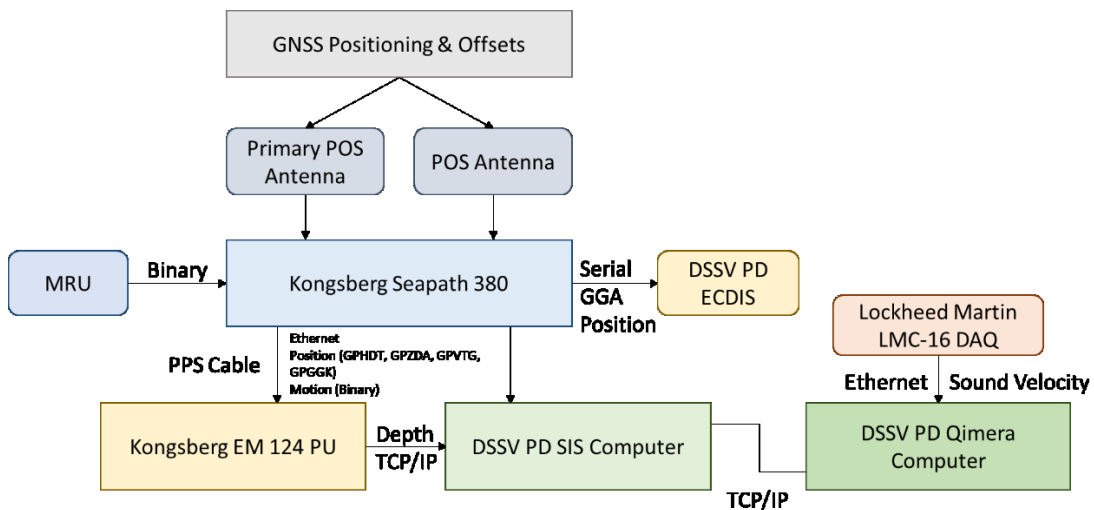 GNSS Positioning & Offsets
Primary POS
Antenna
POS Antenna
MRU
Binary
Kongsberg Seapath 380
Serial
GGA
Position
DSSV PD
ECDIS
Lockheed Martin
LMC-16 DAQ
PPS Cable
Ethernet
Position (GPHDT, GPZDA, GPVTG,
GPGGK)
Motion (Binary)
Ethernet
Sound Velocity
Kongsberg EM 124 PU
Depth
TCP/IP
DSSV PD SIS Computer
TCP/IP
DSSV PD Qimera
Computer